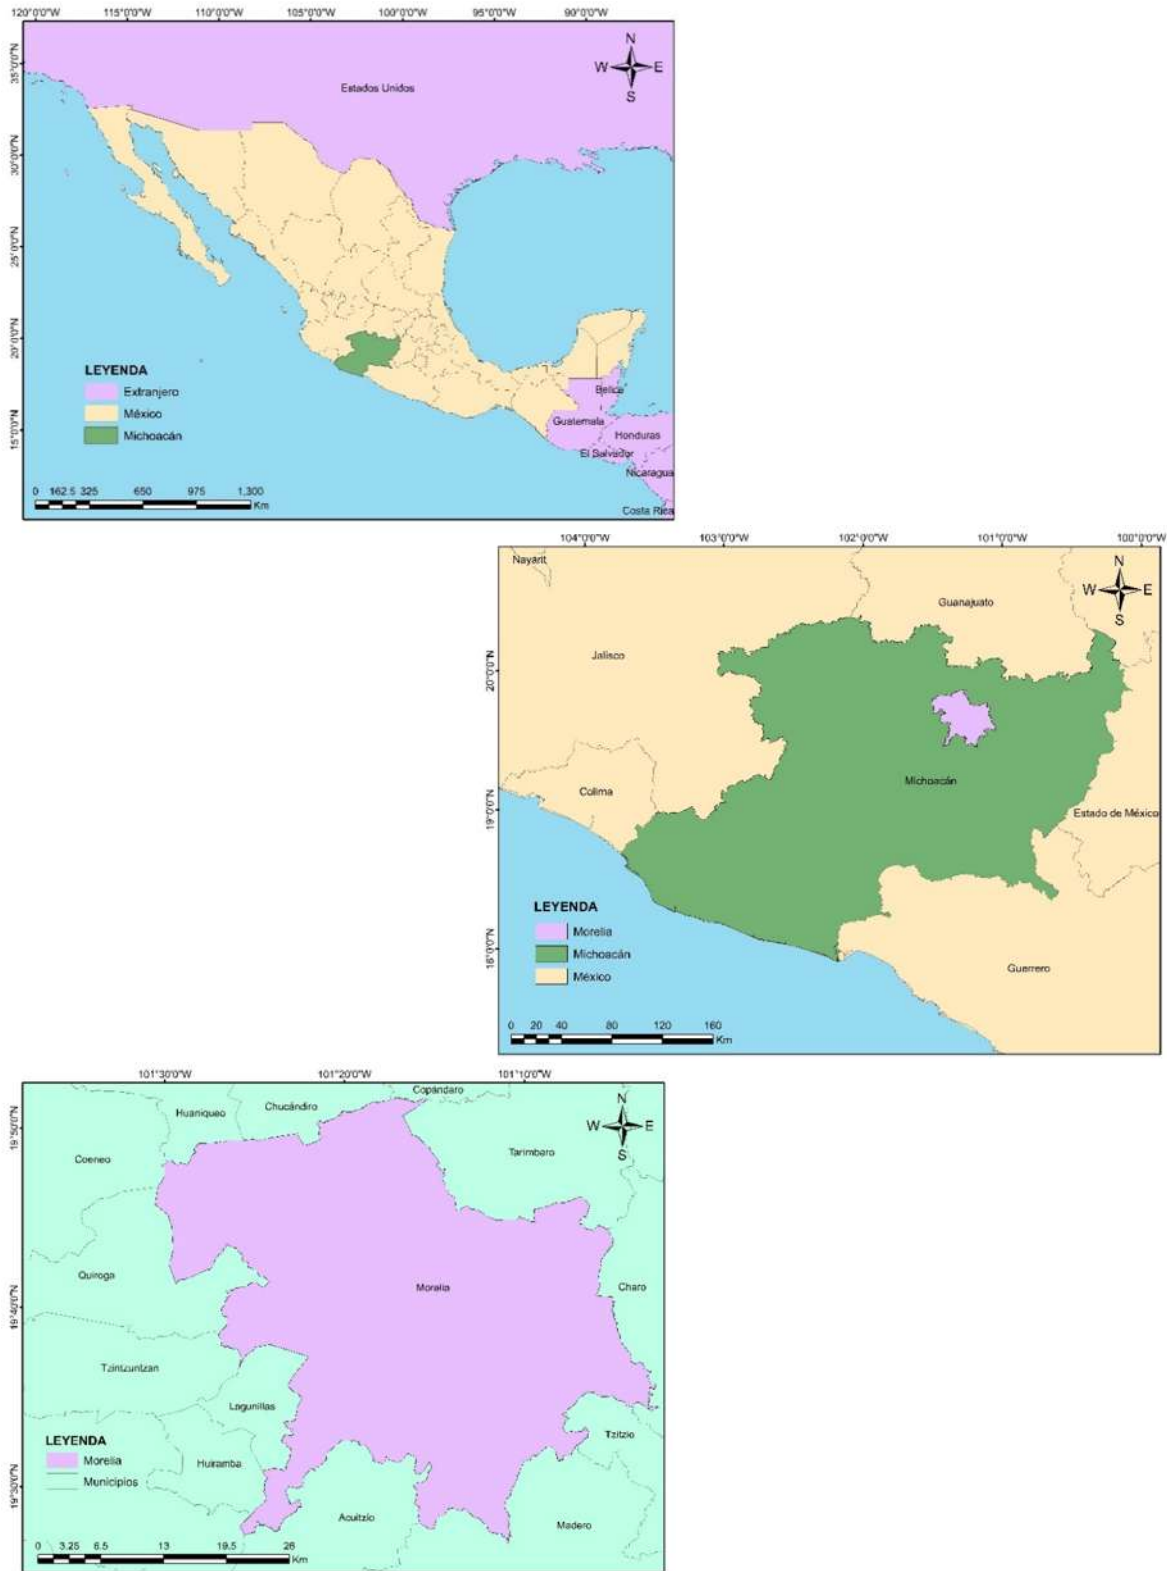 120°0'0"W 115°0'0"W 110°0'0"W 105°0'0"W 100°0'0"W 95°0'0"W 90°0'0"W
35°0'0"N
30°0'0"N
25°0'0"N
20°0'0"N
15°0'0"N
N
W E
S
Estados Unidos
Belice
Guatemala
Honduras
El Salvador
Nicaragua
Costa Rica
LEYENDA
Extranjero
México
Michoacán
0 162.5 325 650 975 1,300
Km
104°0'0"W 103°0'0"W 102°0'0"W 101°0'0"W 100°0'0"W
20°0'0"N
19°0'0"N
18°0'0"N
Nayarit
N
W E
S
Guanajuato
Jalisco
Michoacán
Colima
Estado de México
Guerrero
LEYENDA
Morelia
Michoacán
México
0 20 40 80 120 160
Km
101°30'0"W 101°20'0"W 101°10'0"W
19°50'0"N
19°40'0"N
19°30'0"N
Copándaro
Huaniqueo
Chucándiro
N
W E
S
Coeneo
Tarímbaro
Quiroga
Morelia
Charo
Tzintzuntzan
Lagunillas
Tzitzio
Huiramba
Acuitzio
Madero
LEYENDA
Morelia
Municipios
0 3.25 6.5 13 19.5 26
Km